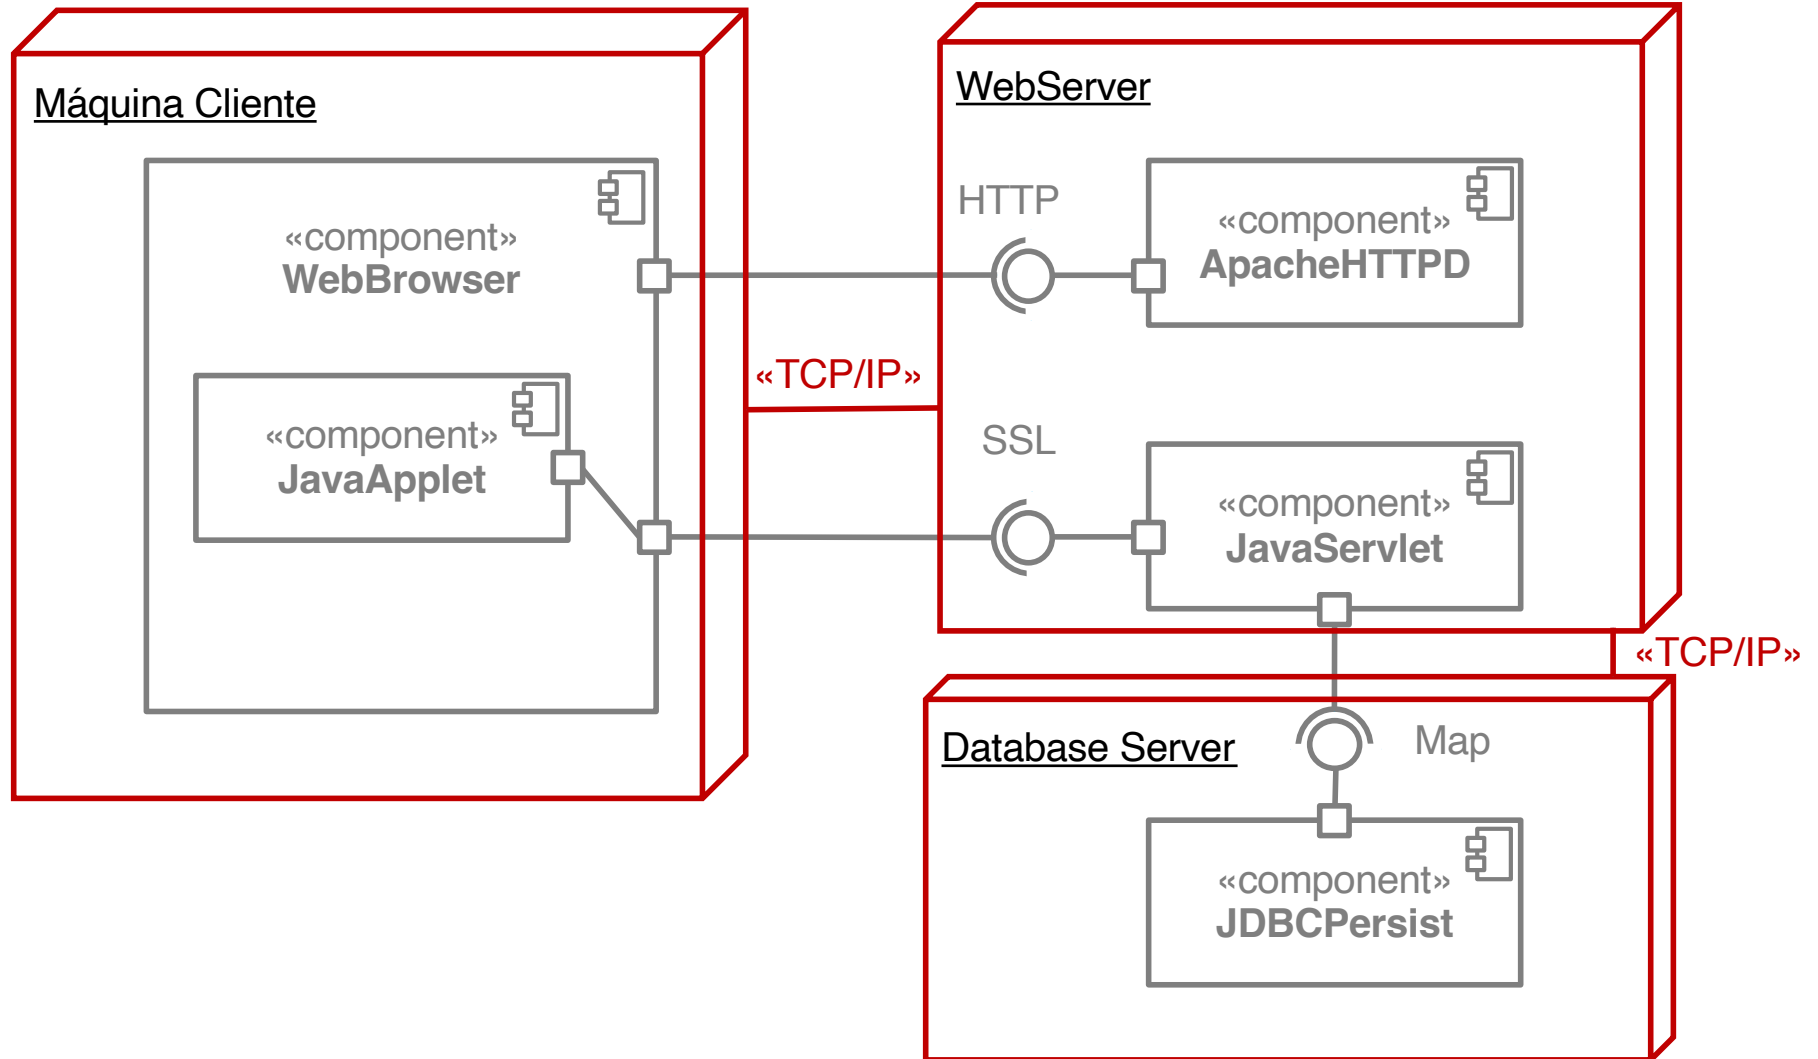 Máquina Cliente
«component»
WebBrowser
«component»
JavaApplet
«TCP/IP»
WebServer
HTTP
«component»
ApacheHTTPD
SSL
«component»
JavaServlet
«TCP/IP»
Database Server
Map
«component»
JDBCPersist